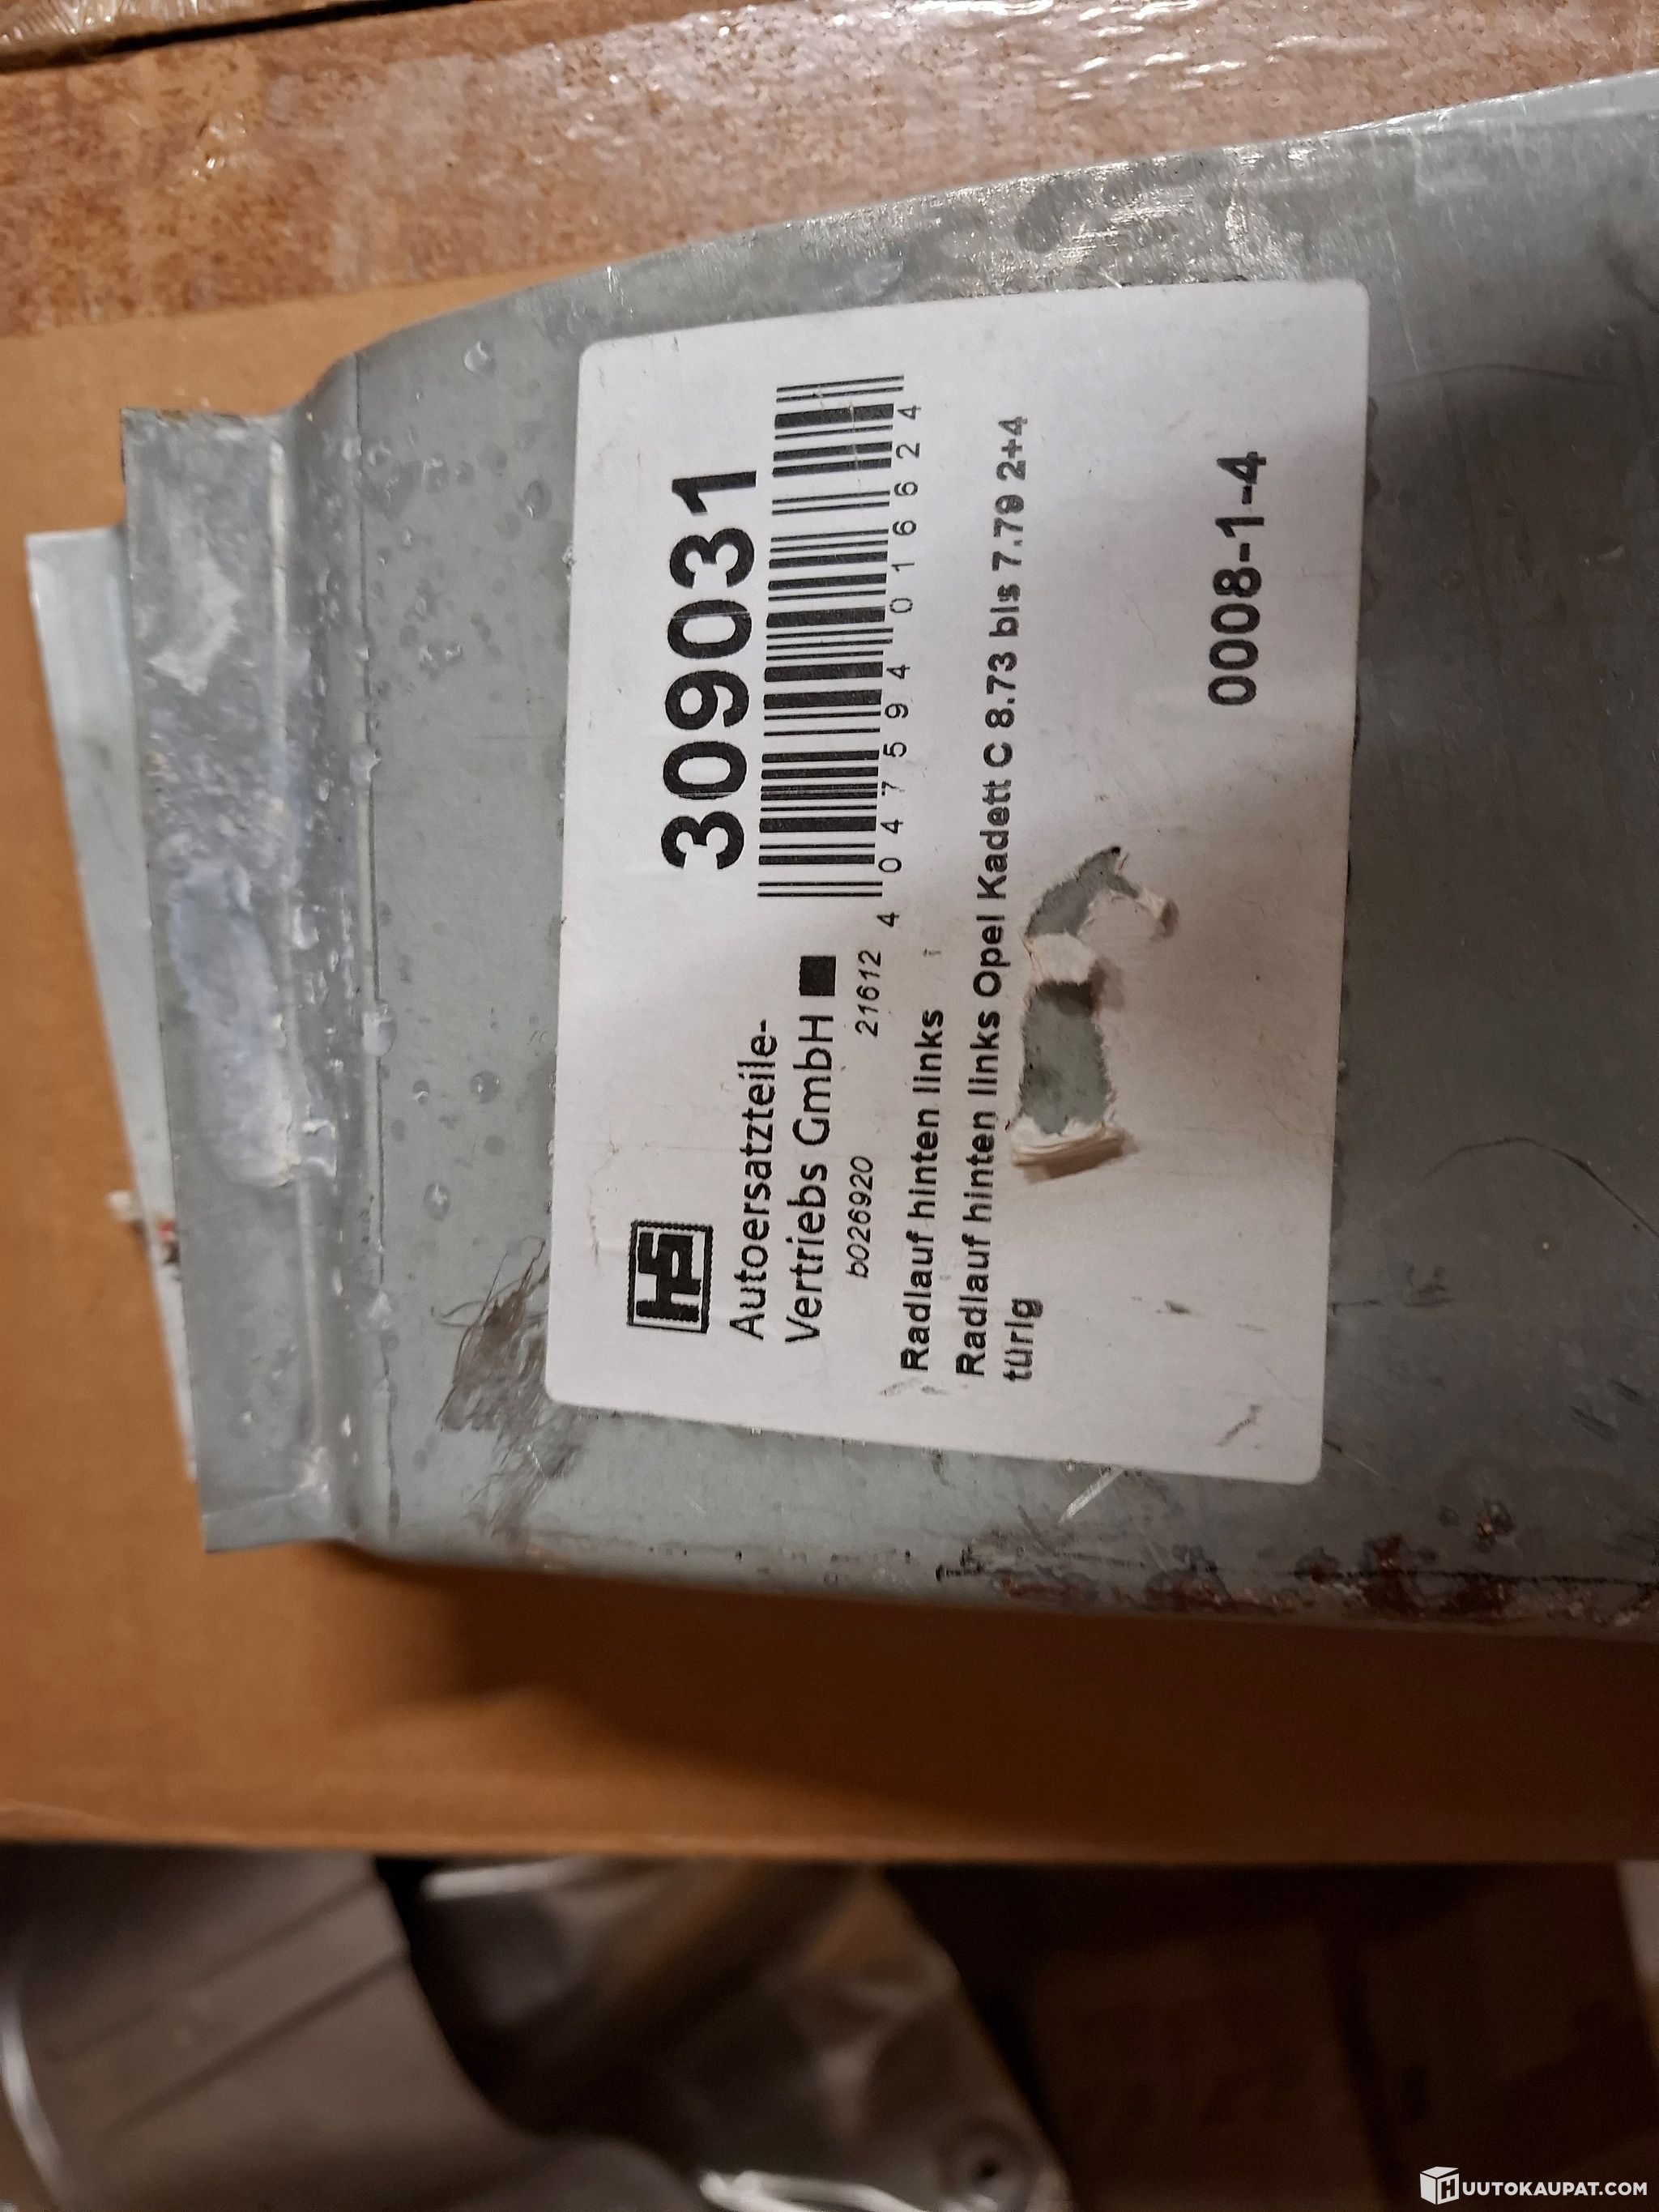 hs
Autoersatzteile-
Vertriebs GmbH
309031
b026920 21612
4 047594 016624
Radlauf hinten links
Radlauf hinten links Opel Kadett C 8.73 bis 7.79 2+4
türig
0008-1-4
HUUTOKAUPAT.COM